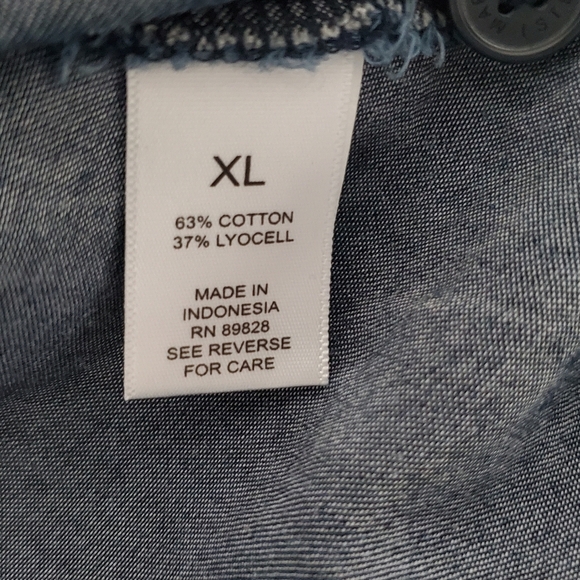 XL
63% COTTON
37% LYOCELL
MADE IN
INDONESIA
RN 89828
SEE REVERSE
FOR CARE